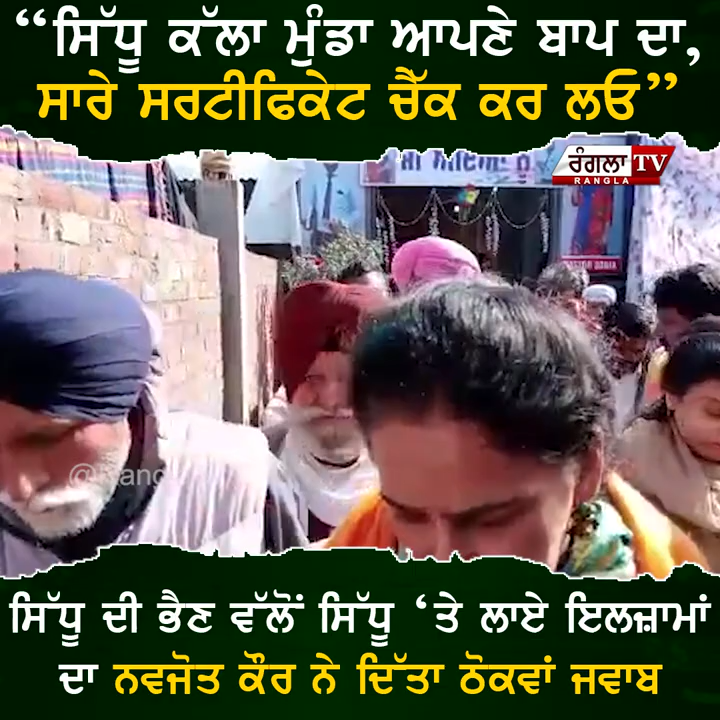 “ਸਿੱਧੂ ਕੱਲਾ ਮੁੰਡਾ ਆਪਣੇ ਬਾਪ ਦਾ,
ਸਾਰੇ ਸਰਟੀਫਿਕੇਟ ਚੈੱਕ ਕਰ ਲਓ”
ਰੰਗਲਾ TV
RANGLA
ਸਿੱਧੂ ਦੀ ਭੈਣ ਵੱਲੋਂ ਸਿੱਧੂ ‘ਤੇ ਲਾਏ ਇਲਜ਼ਾਮਾਂ
ਦਾ ਨਵਜੋਤ ਕੌਰ ਨੇ ਦਿੱਤਾ ਠੋਕਵਾਂ ਜਵਾਬ